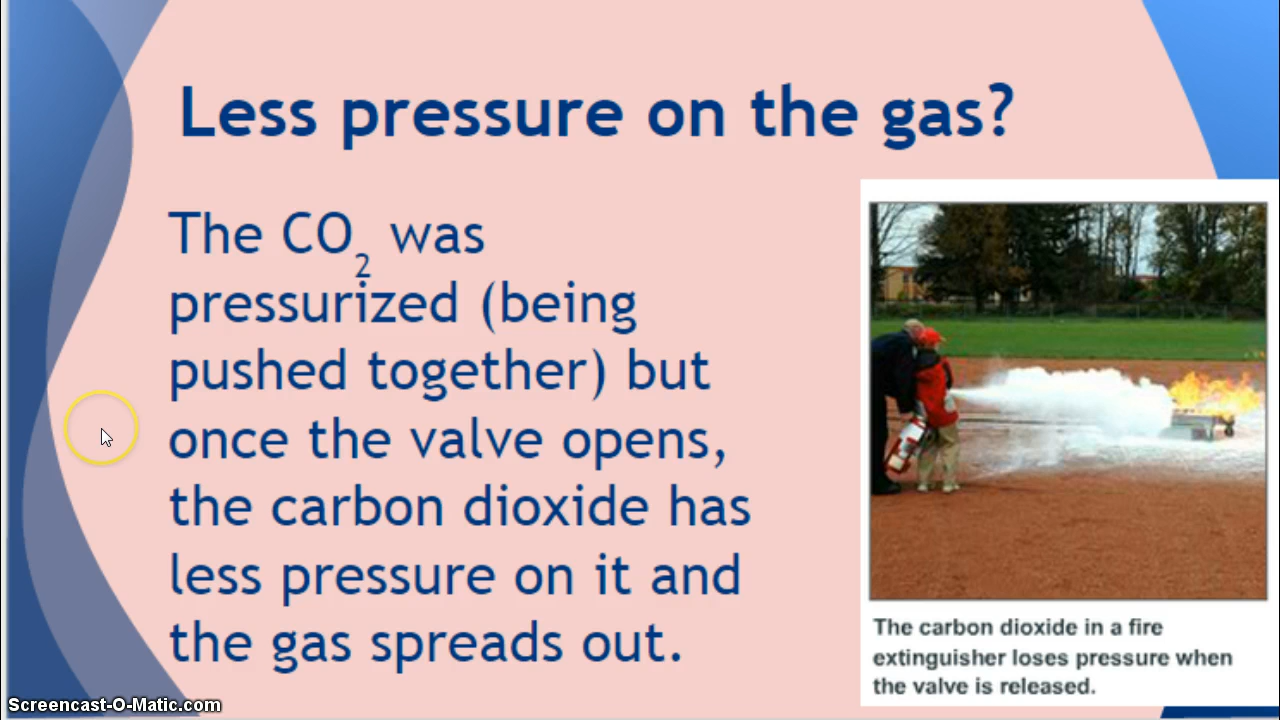 Less pressure on the gas?
The CO2 was
pressurized (being
pushed together) but
once the valve opens,
the carbon dioxide has
less pressure on it and
the gas spreads out.
The carbon dioxide in a fire
extinguisher loses pressure when
the valve is released.
Screencast-O-Matic.com